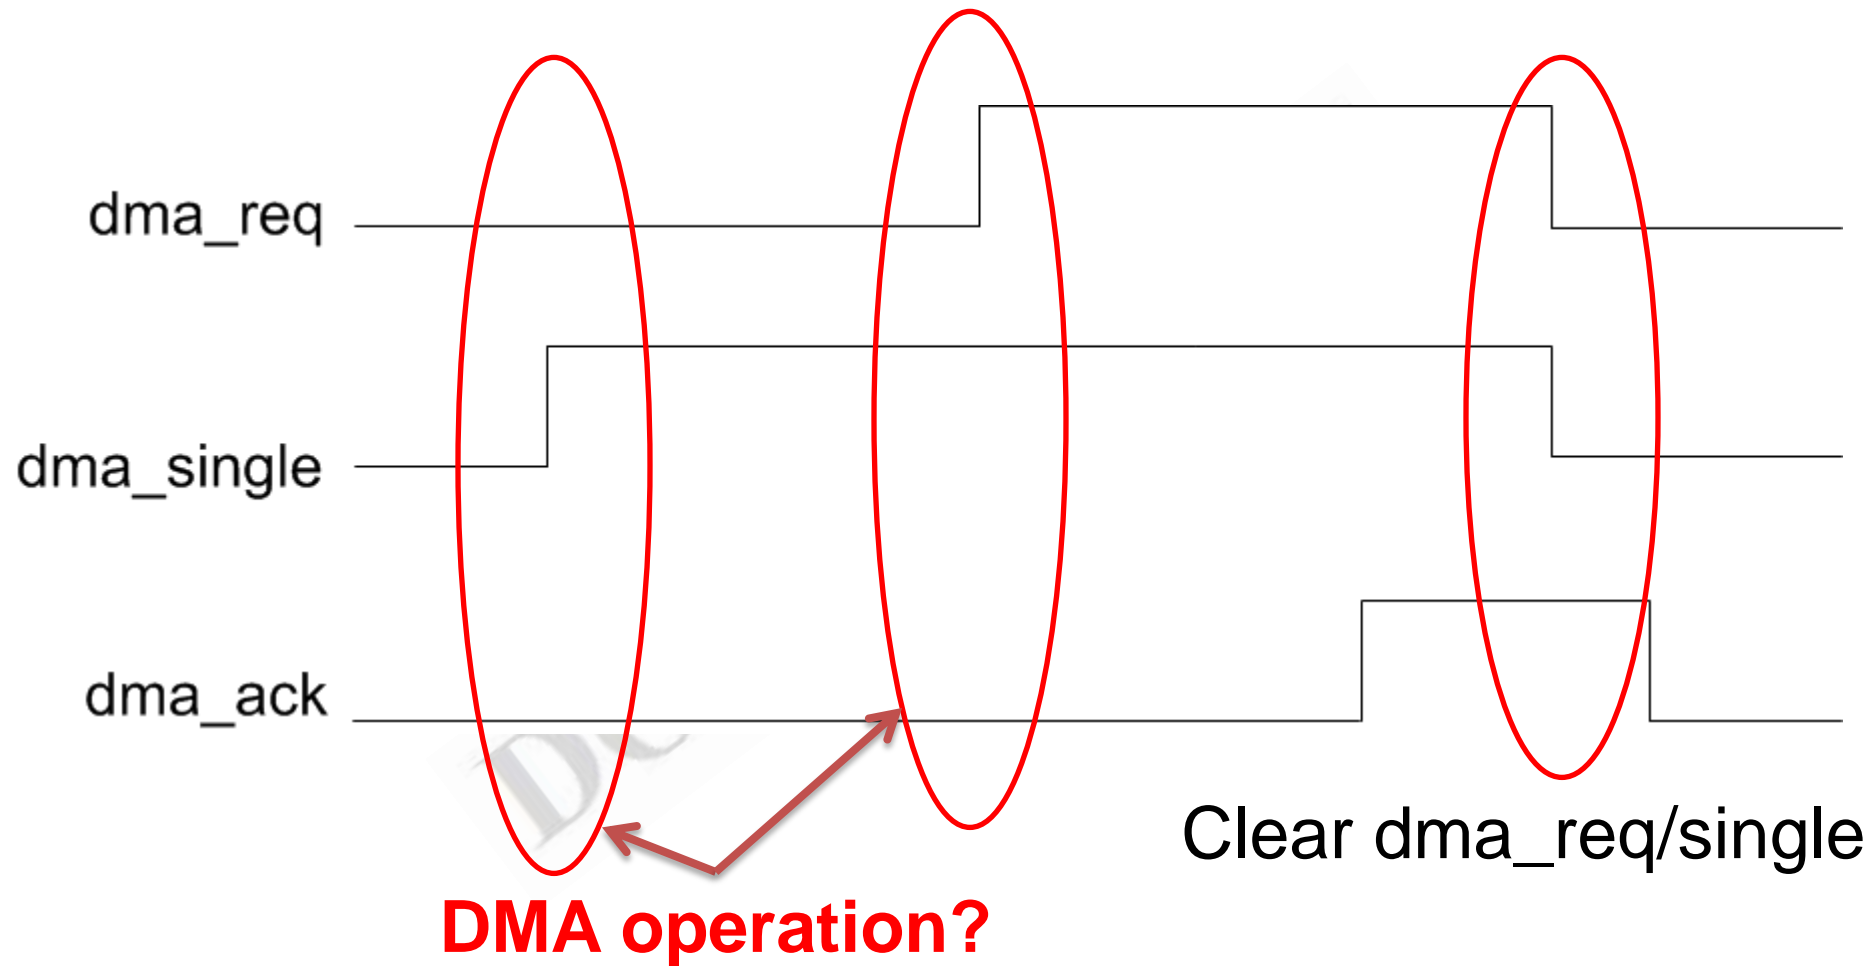 dma_req
dma_single
dma_ack
Clear dma_req/single
DMA operation?